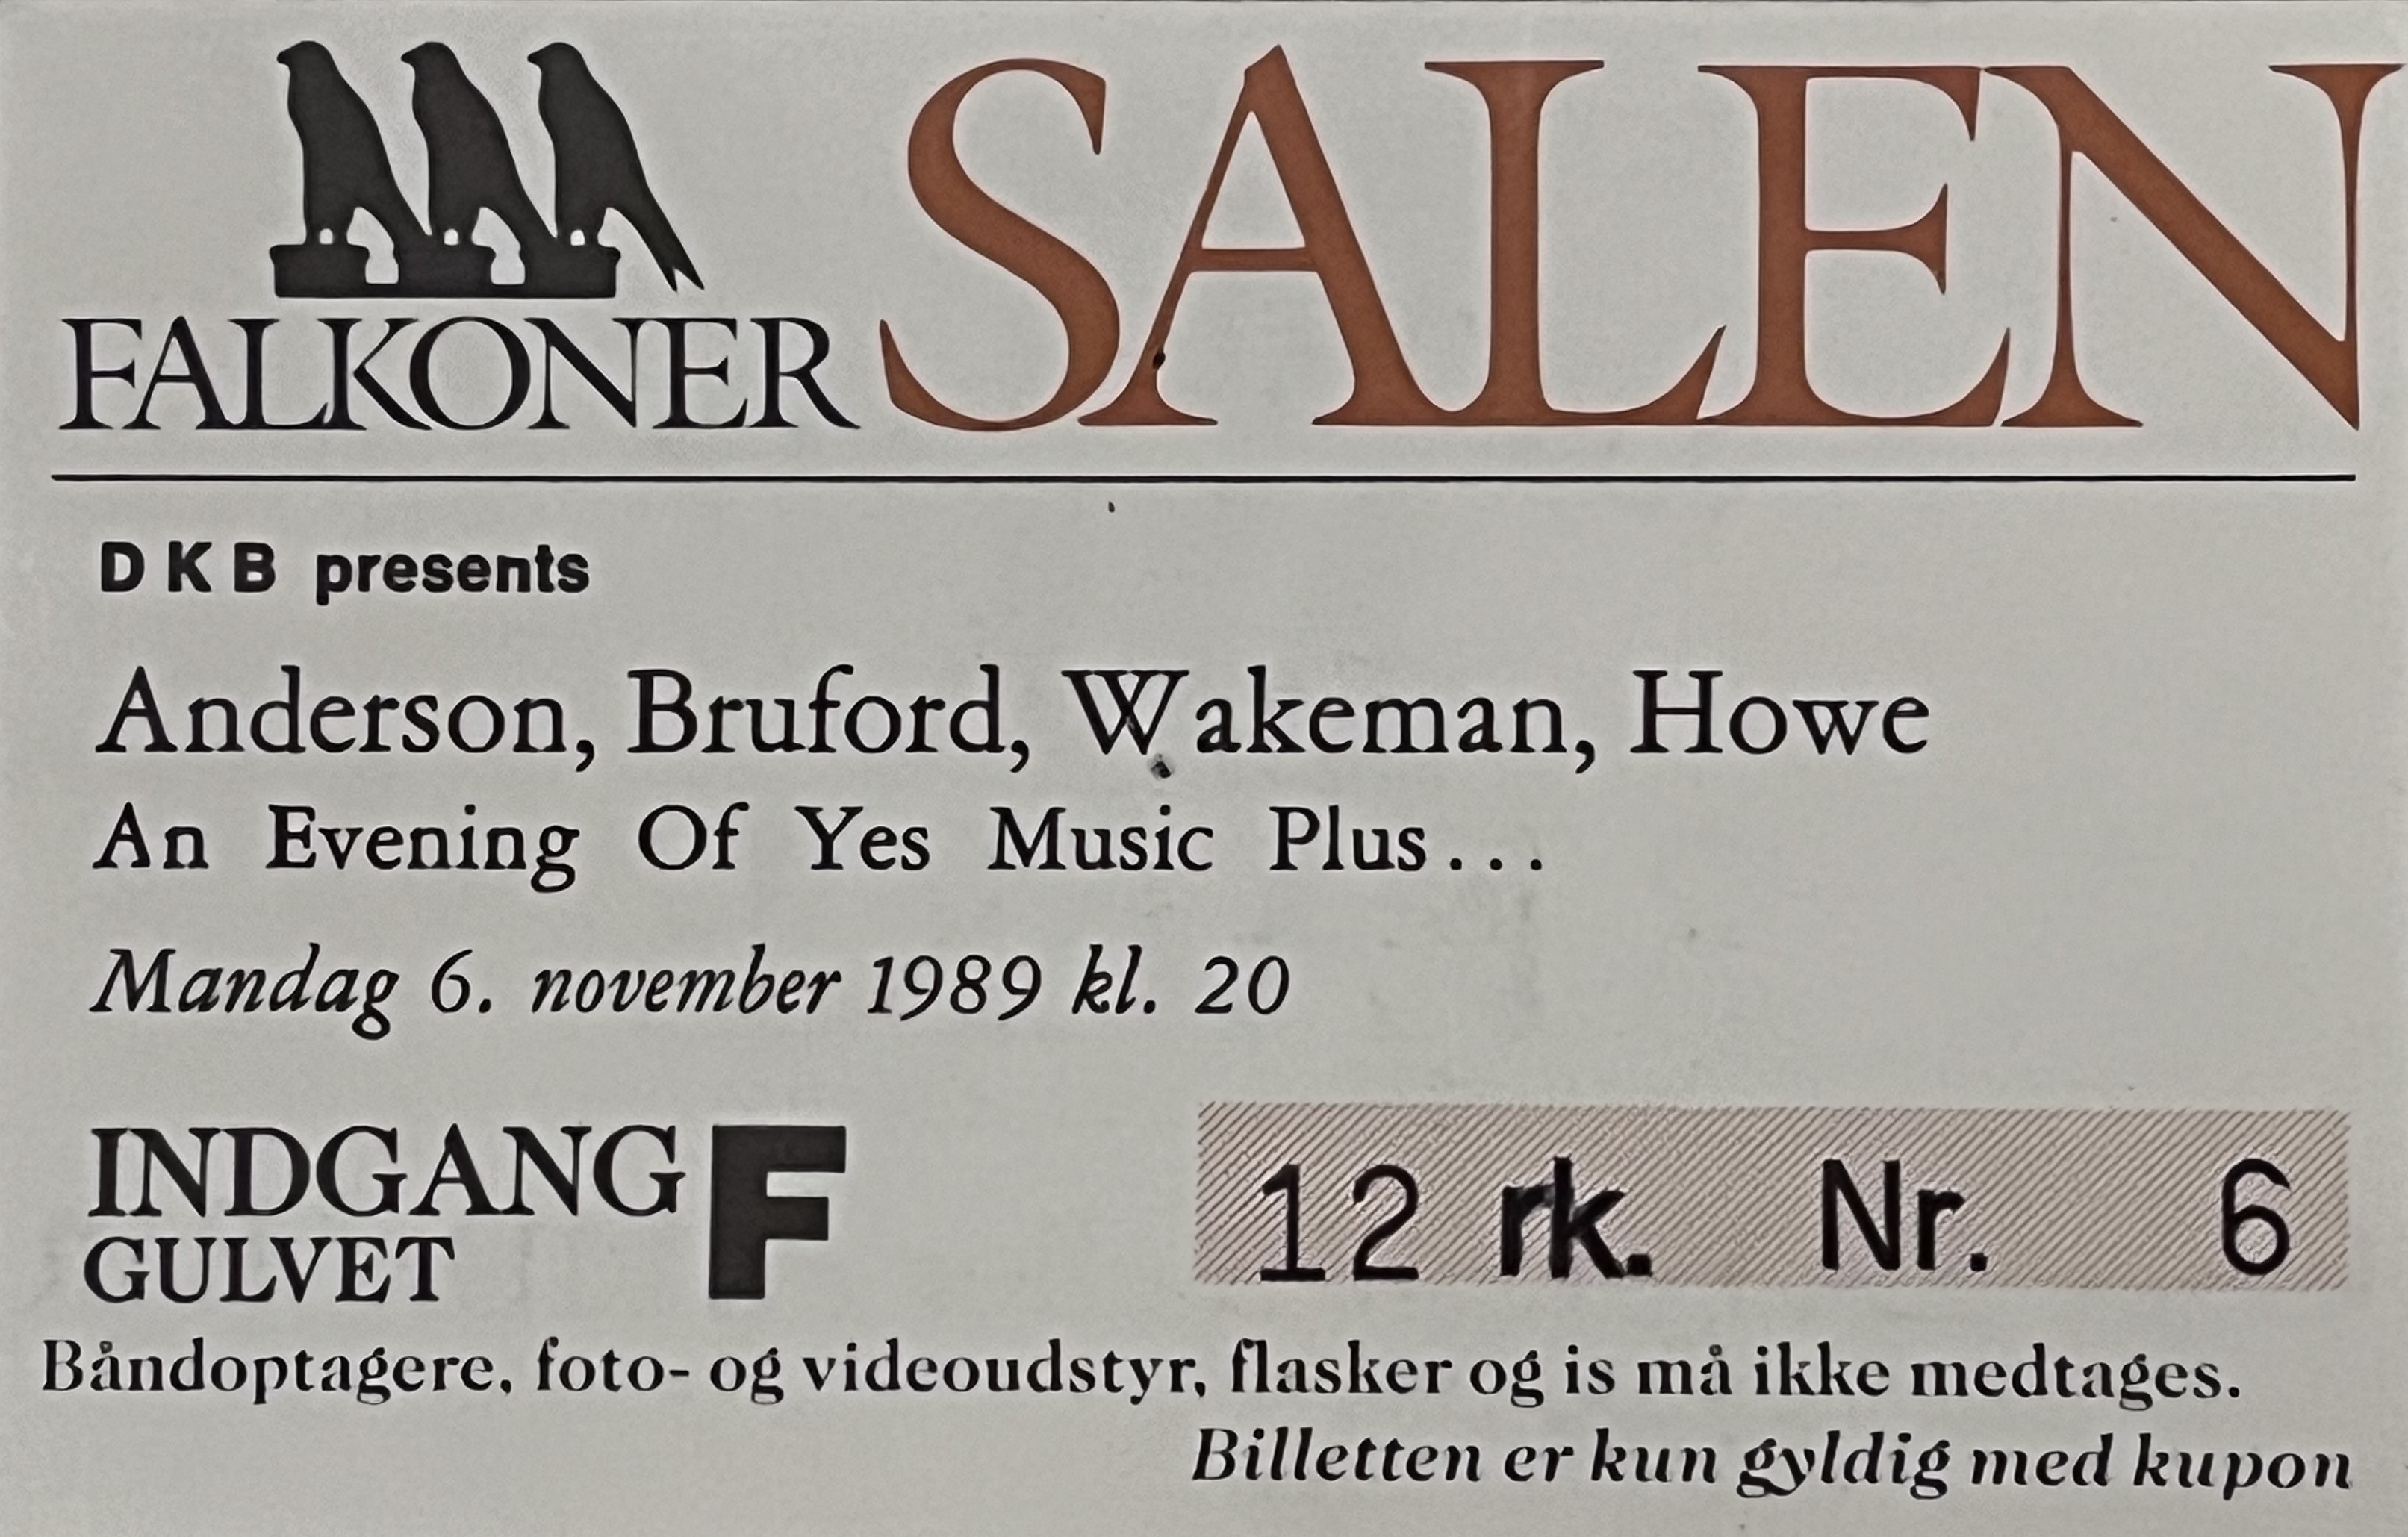 FALKONER SALEN
D K B presents
Anderson, Bruford, Wakeman, Howe
An Evening Of Yes Music Plus...
Mandag 6. november 1989 kl. 20
INDGANG F
GULVET
12 rk. Nr. 6
Båndoptagere, foto- og videoudstyr, flasker og is må ikke medtages.
Billetten er kun gyldig med kupon